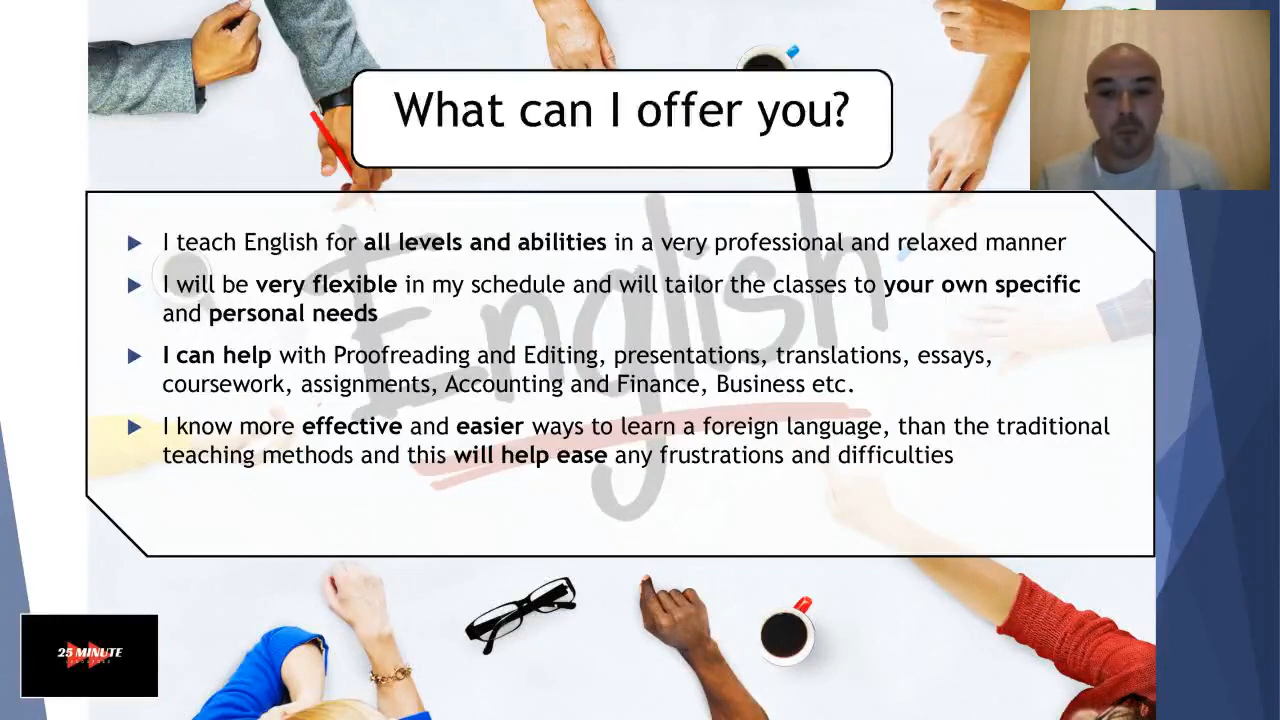 What can I offer you?
I teach English for all levels and abilities in a very professional and relaxed manner
I will be very flexible in my schedule and will tailor the classes to your own specific
and personal needs
I can help with Proofreading and Editing, presentations, translations, essays,
coursework, assignments, Accounting and Finance, Business etc.
I know more effective and easier ways to learn a foreign language, than the traditional
teaching methods and this will help ease any frustrations and difficulties
English
25 MINUTE